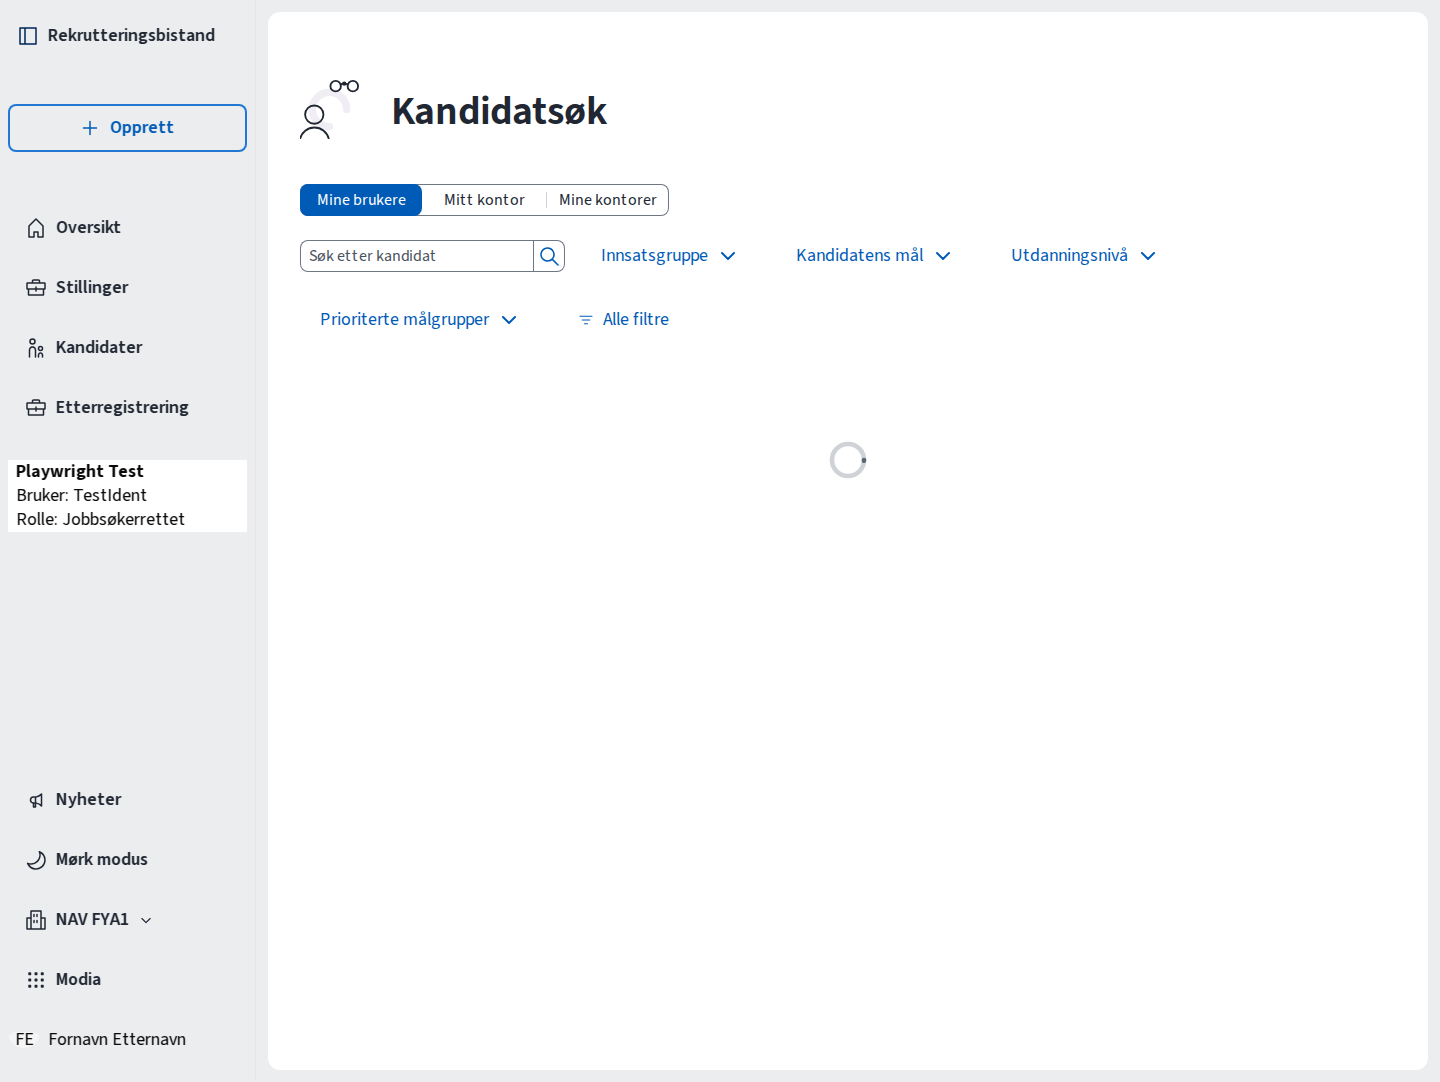 Rekrutteringsbistand
Opprett
Oversikt
Stillinger
Kandidater
Etterregistrering
Playwright Test
Bruker: TestIdent
Rolle: Jobbsøkerrettet
Nyheter
Mørk modus
NAV FYA1
Modia
FE Fornavn Etternavn
Kandidatsøk
Mine brukere Mitt kontor Mine kontorer
Søk etter kandidat Innsatsgruppe Kandidatens mål Utdanningsnivå
Prioriterte målgrupper Alle filtre